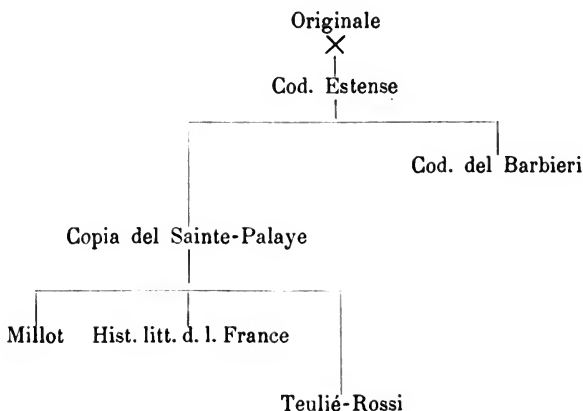 Originale
Cod. Estense
Cod. del Barbieri
Copia del Sainte-Palaye
Millot Hist. litt. d. l. France
Teulié-Rossi